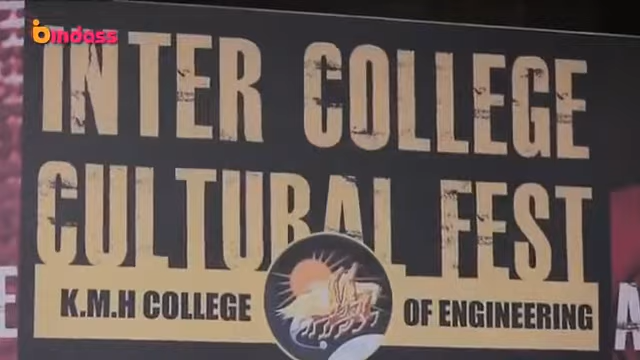 bindass
INTER COLLEGE
CULTURAL FEST
K.M.H COLLEGE OF ENGINEERING